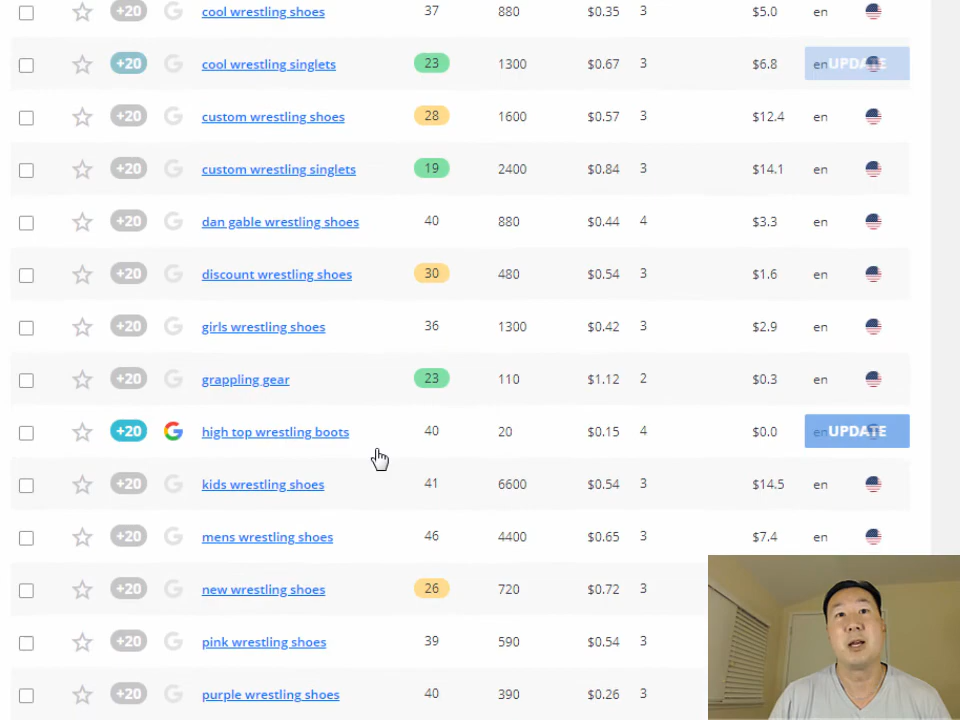 +20 cool wrestling shoes 37 880 $0.35 3 $5.0 en
+20 cool wrestling singlets 23 1300 $0.67 3 $6.8 en UPDATE
+20 custom wrestling shoes 28 1600 $0.57 3 $12.4 en
+20 custom wrestling singlets 19 2400 $0.84 3 $14.1 en
+20 dan gable wrestling shoes 40 880 $0.44 4 $3.3 en
+20 discount wrestling shoes 30 480 $0.54 3 $1.6 en
+20 girls wrestling shoes 36 1300 $0.42 3 $2.9 en
+20 grappling gear 23 110 $1.12 2 $0.3 en
+20 high top wrestling boots 40 20 $0.15 4 $0.0 en UPDATE
+20 kids wrestling shoes 41 6600 $0.54 3 $14.5 en
+20 mens wrestling shoes 46 4400 $0.65 3 $7.4 en
+20 new wrestling shoes 26 720 $0.72 3
+20 pink wrestling shoes 39 590 $0.54 3
+20 purple wrestling shoes 40 390 $0.26 3